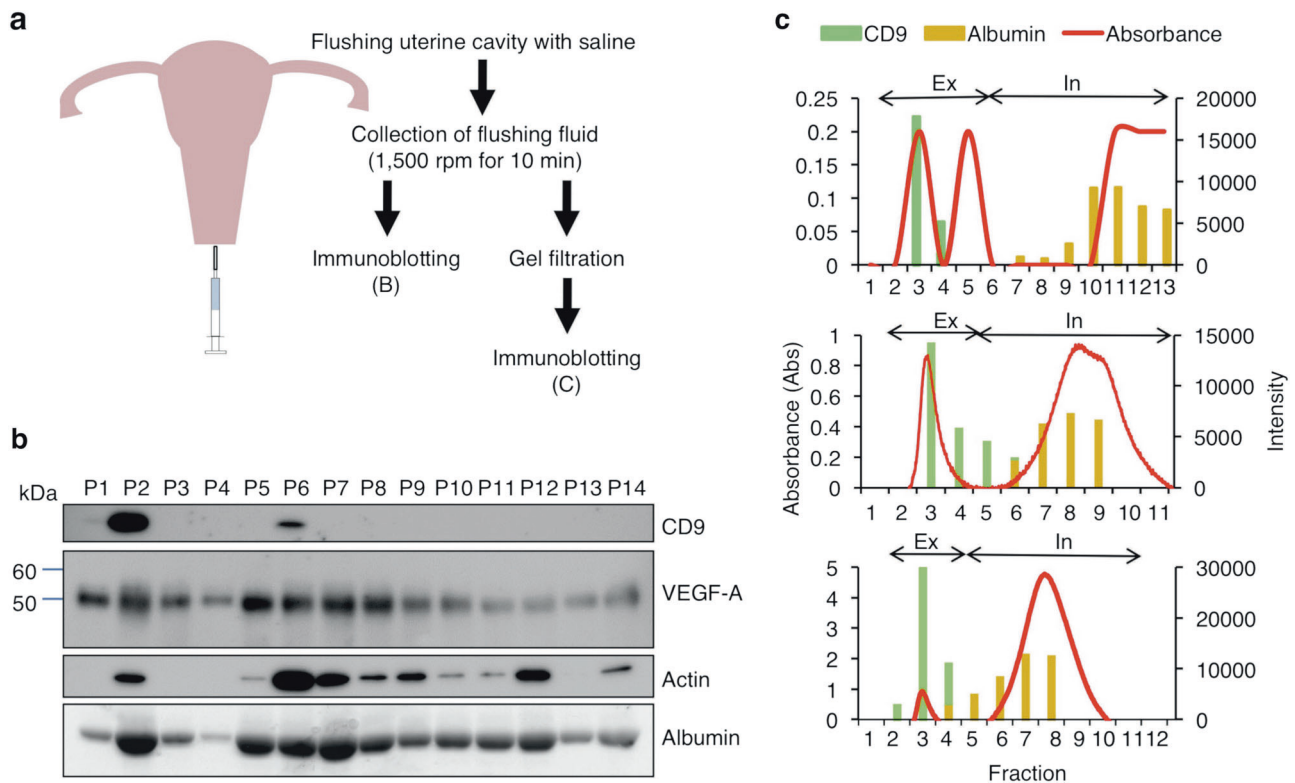 a
Flushing uterine cavity with saline
Collection of flushing fluid
(1,500 rpm for 10 min)
Immunoblotting
(B)
Gel filtration
Immunoblotting
(C)
b
kDa
P1 P2 P3 P4 P5 P6 P7 P8 P9 P10 P11 P12 P13 P14
CD9
60
50
VEGF-A
Actin
Albumin
c
CD9 Albumin Absorbance
Ex In
0.25 20000
0.2 15000
0.15
0.1 10000
0.05 5000
0 0
1 2 3 4 5 6 7 8 9 10 11 12 13
Ex In
1 15000
0.8
0.6 10000
0.4 5000
0.2
0 0
1 2 3 4 5 6 7 8 9 10 11
Absorbance (Abs)
Intensity
Ex In
5 30000
4
3 20000
2
1 10000
0 0
1 2 3 4 5 6 7 8 9 10 11 12
Fraction